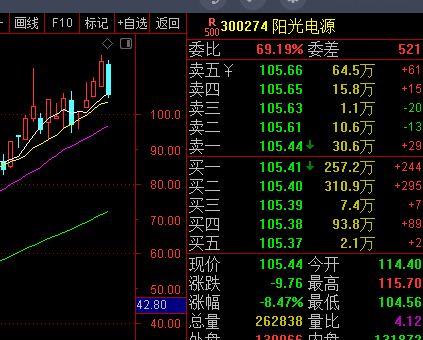 画线 F10 标记 +自选 返回
R
500 300274 阳光电源
委比 69.19% 委差 521
卖五¥ 105.66 64.5万 +61
卖四 105.65 15.8万 +15
卖三 105.63 1.1万 -20
卖二 105.61 10.6万 -13
卖一 105.44↓ 30.6万 +29
买一 105.41↓ 257.2万 +244
买二 105.40 310.9万 +295
买三 105.39 7.4万 +7
买四 105.38 93.8万 +89
买五 105.37 2.1万 +2
现价 105.44 今开 114.40
涨跌 -9.76 最高 115.70
涨幅 -8.47% 最低 104.56
总量 262838 量比 4.12
外盘 130966 内盘 131872
100.0
90.00
80.00
70.00
60.00
50.00
42.80
40.00